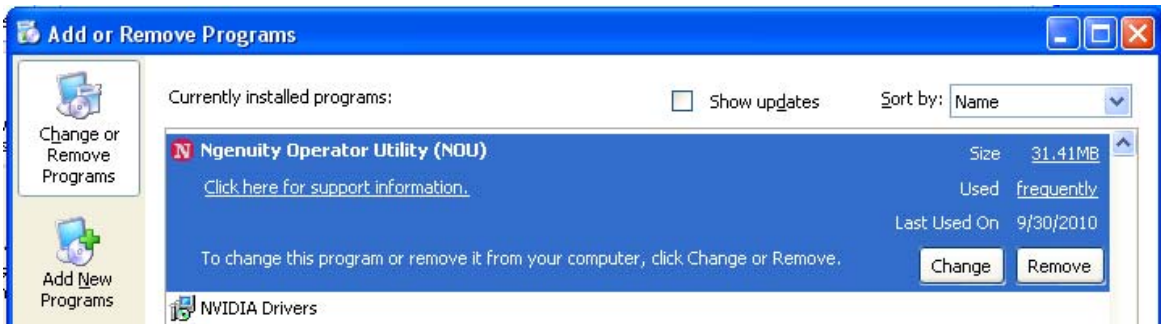 Add or Remove Programs
Change or
Remove
Programs
Add New
Programs
Currently installed programs:
Show updates
Sort by: Name
Ngenuity Operator Utility (NOU)
Size 31.41MB
Click here for support information.
Used frequently
Last Used On 9/30/2010
To change this program or remove it from your computer, click Change or Remove.
Change Remove
NVIDIA Drivers